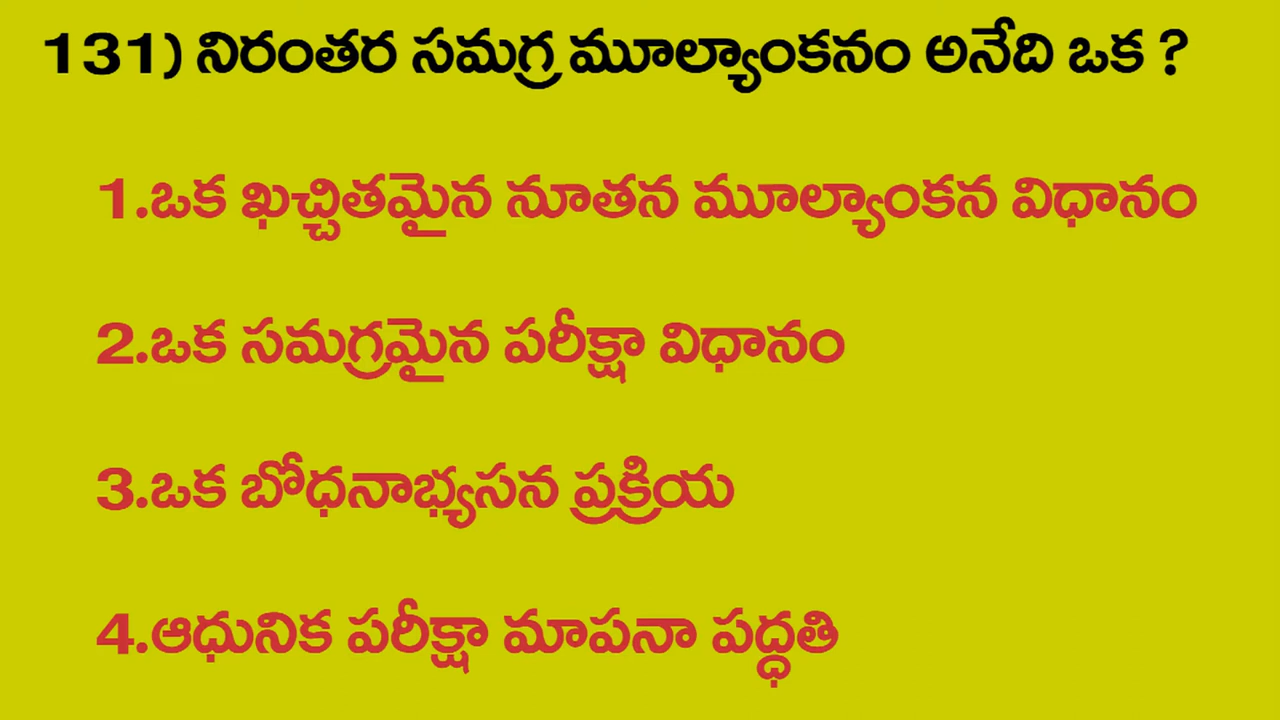 131) నిరంతర సమగ్ర మూల్యాంకనం అనేది ఒక ?
1.ఒక ఖచ్చితమైన నూతన మూల్యాంకన విధానం
2.ఒక సమగ్రమైన పరీక్షా విధానం
3.ఒక బోధనాభ్యసన ప్రక్రియ
4.ఆధునిక పరీక్షా మాపనా పద్ధతి